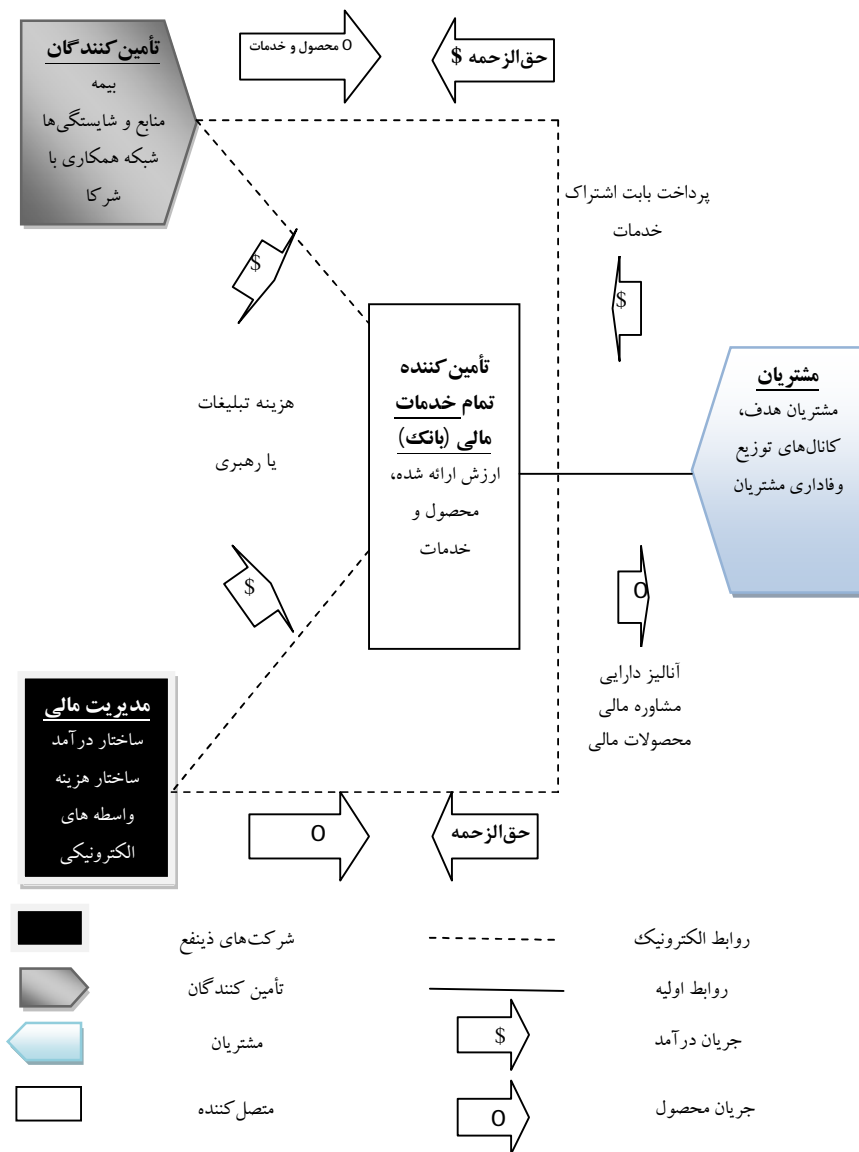 تأمین‌کنندگان
بیمه
منابع و شایستگی‌ها
شبکه همکاری با
شرکا
O محصول و خدمات
حق‌الزحمه $
پرداخت بابت اشتراک
خدمات
$
$
هزینه تبلیغات
یا رهبری
$
تأمین‌کننده
تمام خدمات
مالی (بانک)
ارزش ارائه شده،
محصول و
خدمات
مشتریان
مشتریان هدف،
کانال‌های توزیع
وفاداری مشتریان
O
آنالیز دارایی
مشاوره مالی
محصولات مالی
مدیریت مالی
ساختار درآمد
ساختار هزینه
واسطه های
الکترونیکی
O
حق‌الزحمه
شرکت‌های ذینفع
روابط الکترونیک
تأمین کنندگان
روابط اولیه
مشتریان
$
جریان درآمد
متصل‌کننده
O
جریان محصول